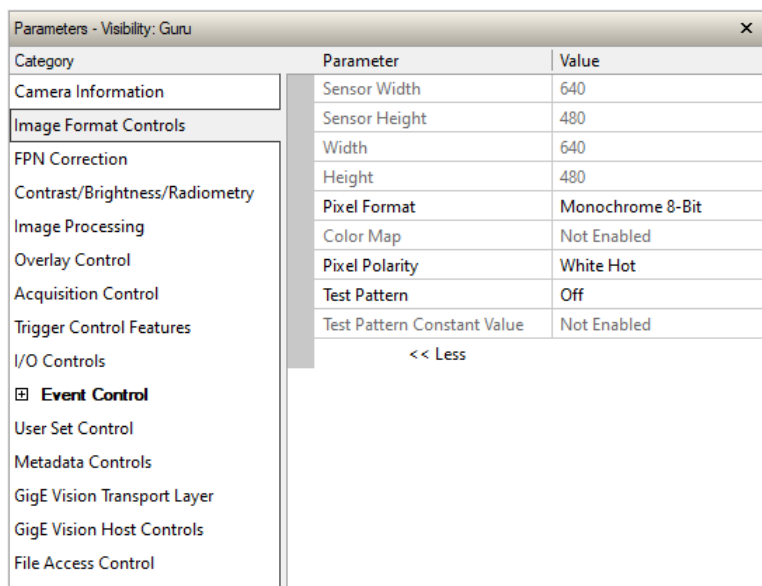 Parameters - Visibility: Guru ×
Category Parameter Value
Camera Information Sensor Width 640
Image Format Controls Sensor Height 480
FPN Correction Width 640
Contrast/Brightness/Radiometry Height 480
Image Processing Pixel Format Monochrome 8-Bit
Overlay Control Color Map Not Enabled
Acquisition Control Pixel Polarity White Hot
Trigger Control Features Test Pattern Off
I/O Controls Test Pattern Constant Value Not Enabled
<< Less
Event Control
User Set Control
Metadata Controls
GigE Vision Transport Layer
GigE Vision Host Controls
File Access Control